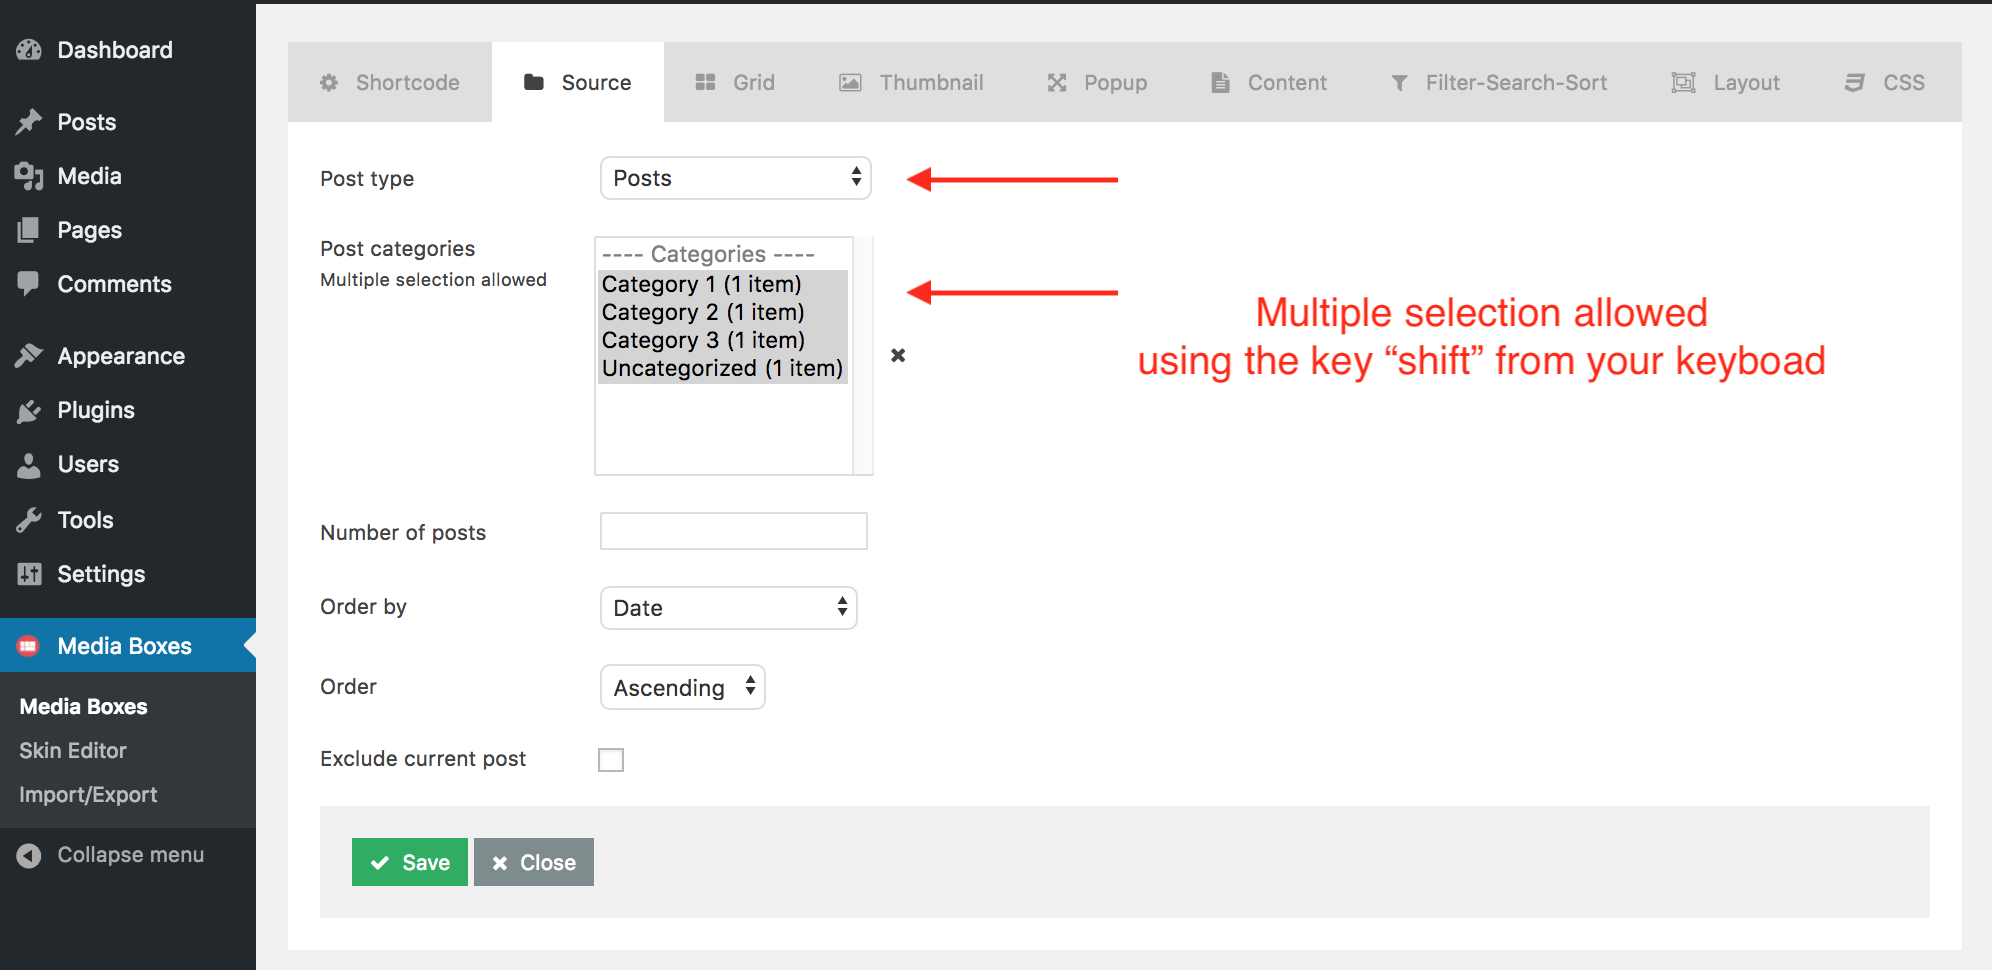 Dashboard
Posts
Media
Pages
Comments
Appearance
Plugins
Users
Tools
Settings
Media Boxes
Media Boxes
Skin Editor
Import/Export
Collapse menu
Shortcode Source Grid Thumbnail Popup Content Filter-Search-Sort Layout CSS
Post type Posts
Post categories
Multiple selection allowed
---- Categories ----
Category 1 (1 item)
Category 2 (1 item)
Category 3 (1 item)
Uncategorized (1 item)
Multiple selection allowed
using the key “shift” from your keyboad
Number of posts
Order by Date
Order Ascending
Exclude current post
Save Close